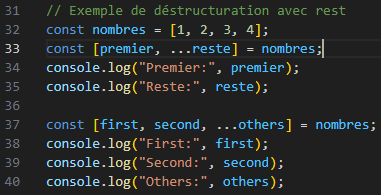 31 // Exemple de déstructuration avec rest
32 const nombres = [1, 2, 3, 4];
33 const [premier, ...reste] = nombres;
34 console.log("Premier:", premier);
35 console.log("Reste:", reste);
36
37 const [first, second, ...others] = nombres;
38 console.log("First:", first);
39 console.log("Second:", second);
40 console.log("Others:", others);